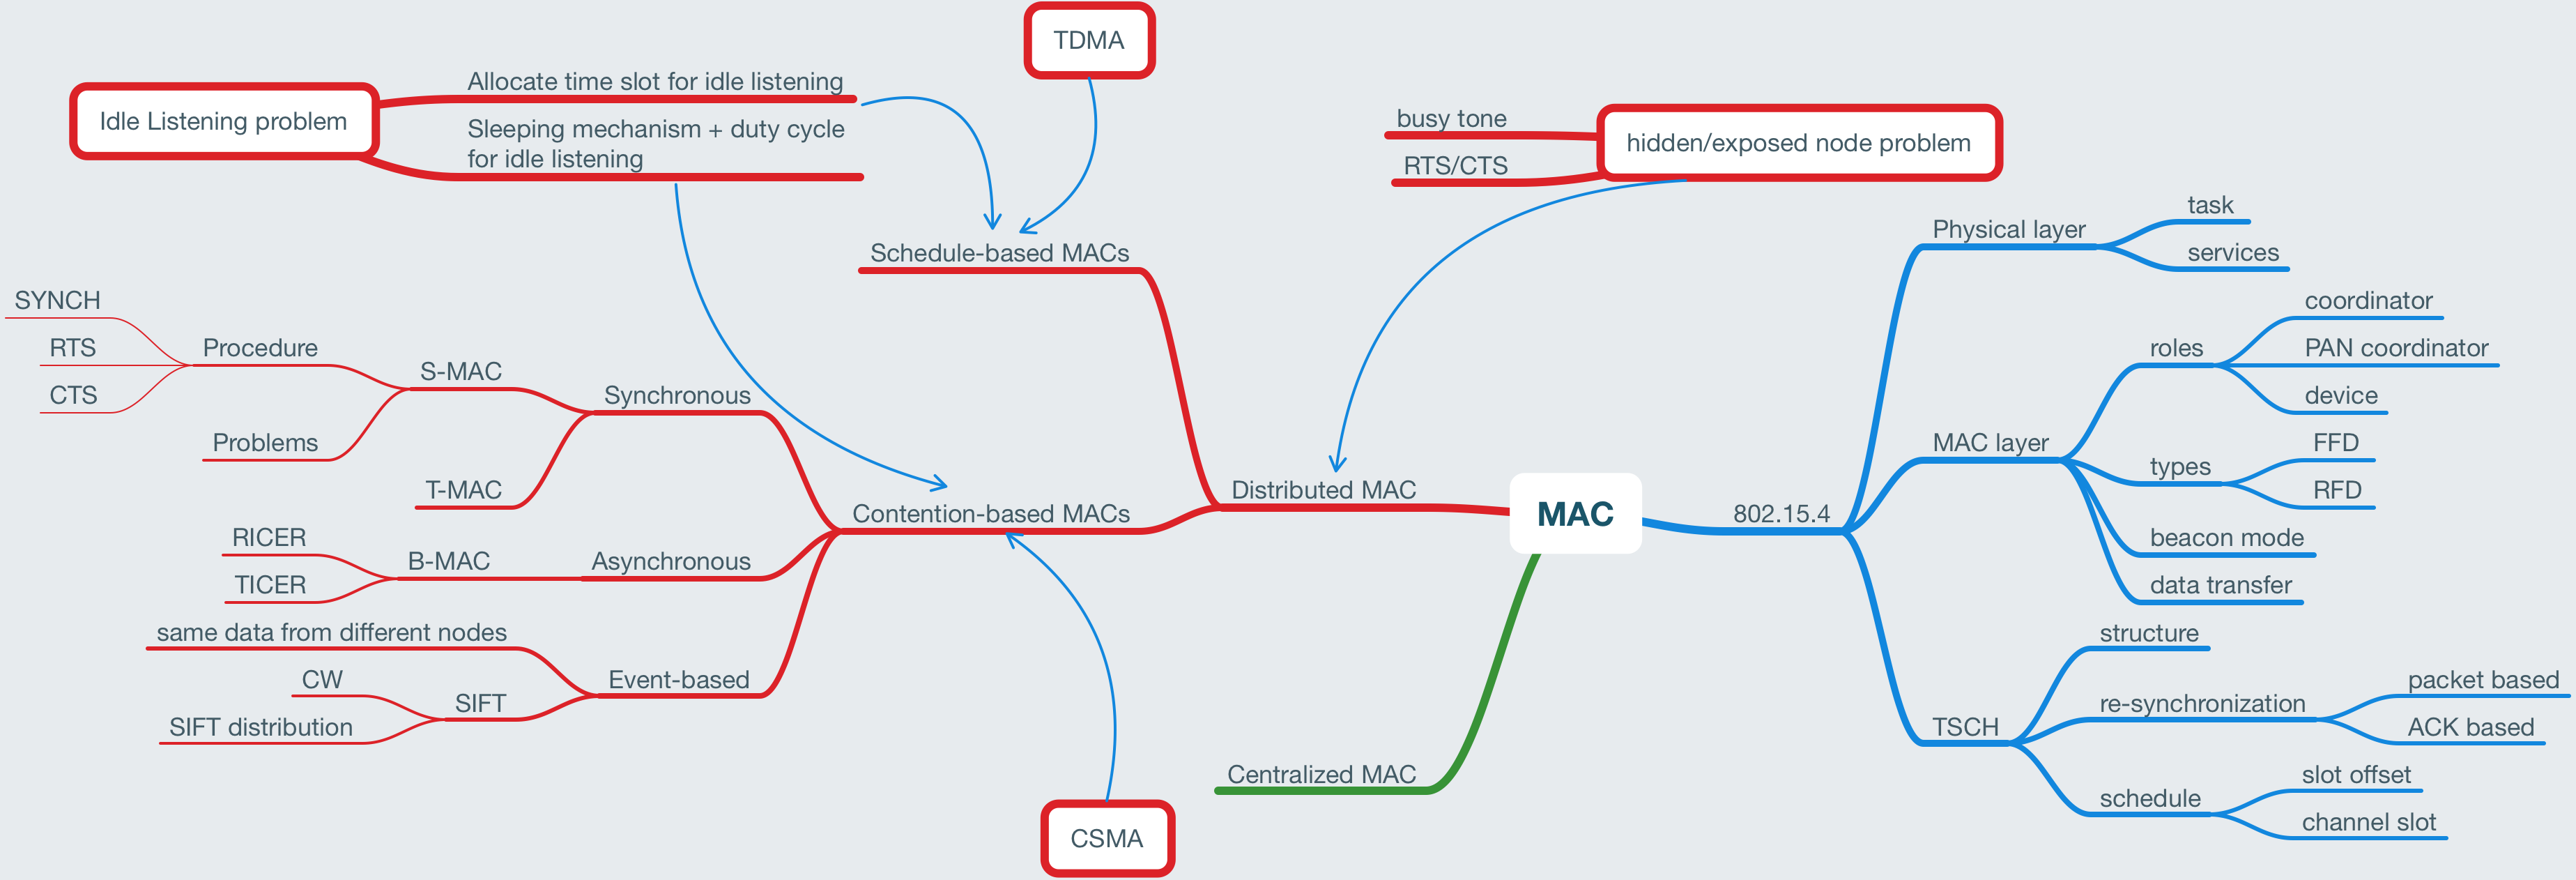 TDMA
Idle Listening problem
Allocate time slot for idle listening
Sleeping mechanism + duty cycle
for idle listening
busy tone
RTS/CTS
hidden/exposed node problem
Schedule-based MACs
SYNCH
RTS
CTS
Procedure
Problems
S-MAC
T-MAC
Synchronous
RICER
TICER
B-MAC
Asynchronous
same data from different nodes
CW
SIFT distribution
SIFT
Event-based
Contention-based MACs
Distributed MAC
CSMA
Centralized MAC
MAC
802.15.4
Physical layer
task
services
MAC layer
roles
coordinator
PAN coordinator
device
types
FFD
RFD
beacon mode
data transfer
TSCH
structure
re-synchronization
packet based
ACK based
schedule
slot offset
channel slot